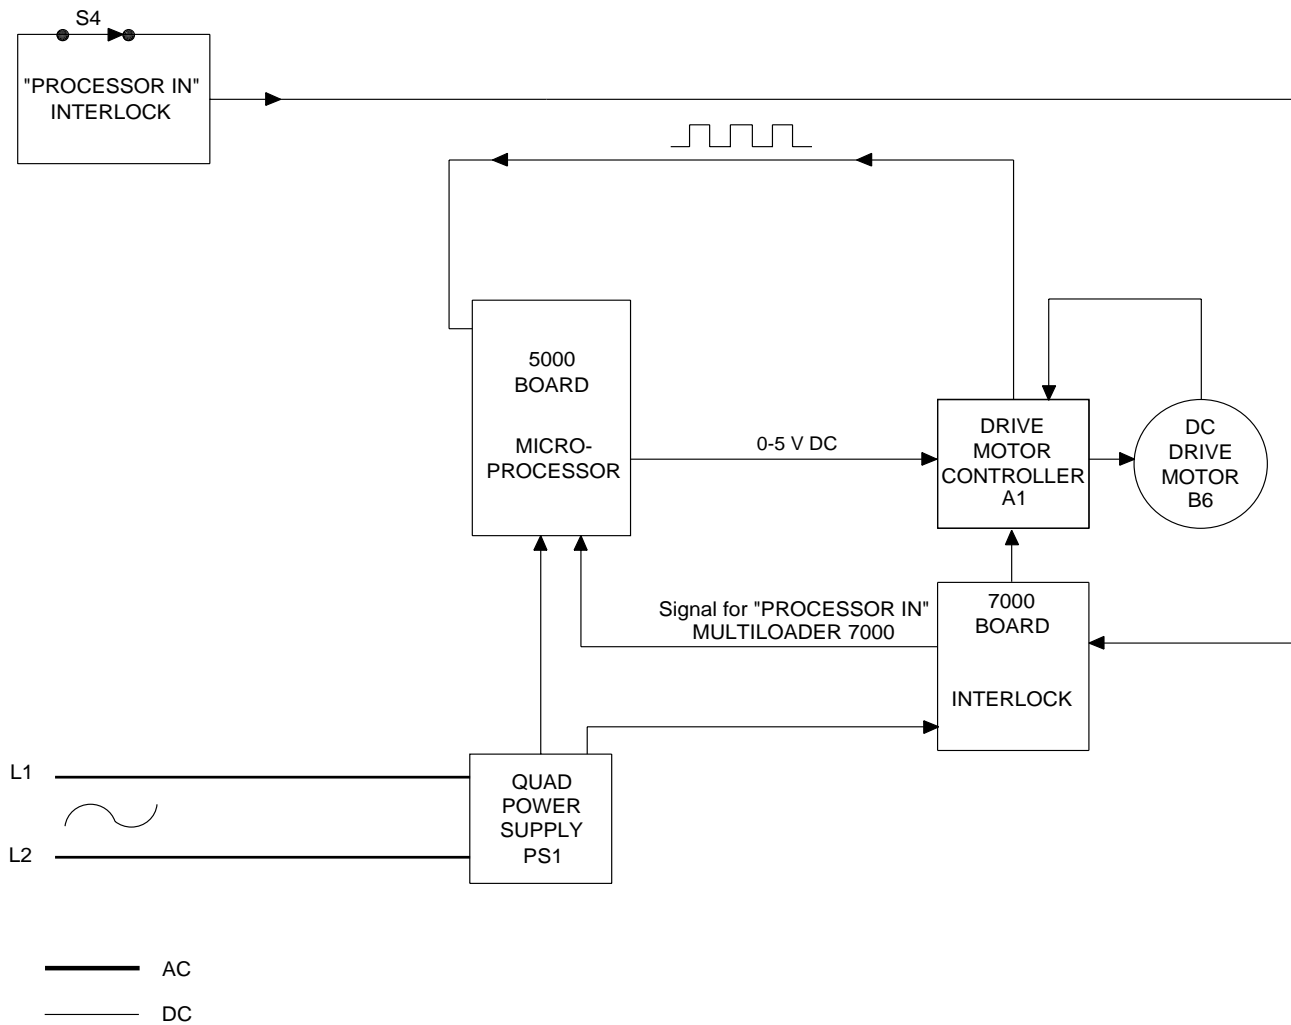 S4
"PROCESSOR IN"
INTERLOCK
5000
BOARD
MICRO-
PROCESSOR
0-5 V DC
DRIVE
MOTOR
CONTROLLER
A1
DC
DRIVE
MOTOR
B6
Signal for "PROCESSOR IN"
MULTILOADER 7000
7000
BOARD
INTERLOCK
L1
L2
QUAD
POWER
SUPPLY
PS1
AC
DC